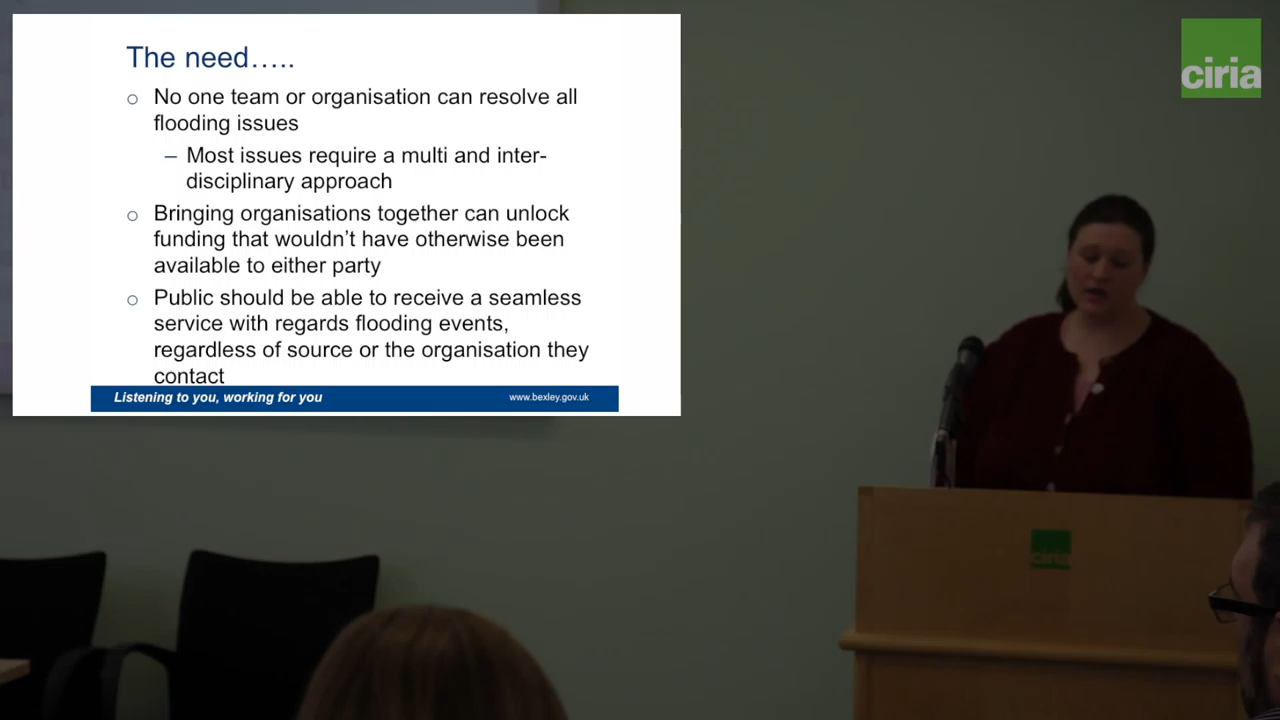 The need…..
No one team or organisation can resolve all
flooding issues
– Most issues require a multi and inter-
disciplinary approach
Bringing organisations together can unlock
funding that wouldn’t have otherwise been
available to either party
Public should be able to receive a seamless
service with regards flooding events,
regardless of source or the organisation they
contact
Listening to you, working for you
www.bexley.gov.uk
ciria
ciria